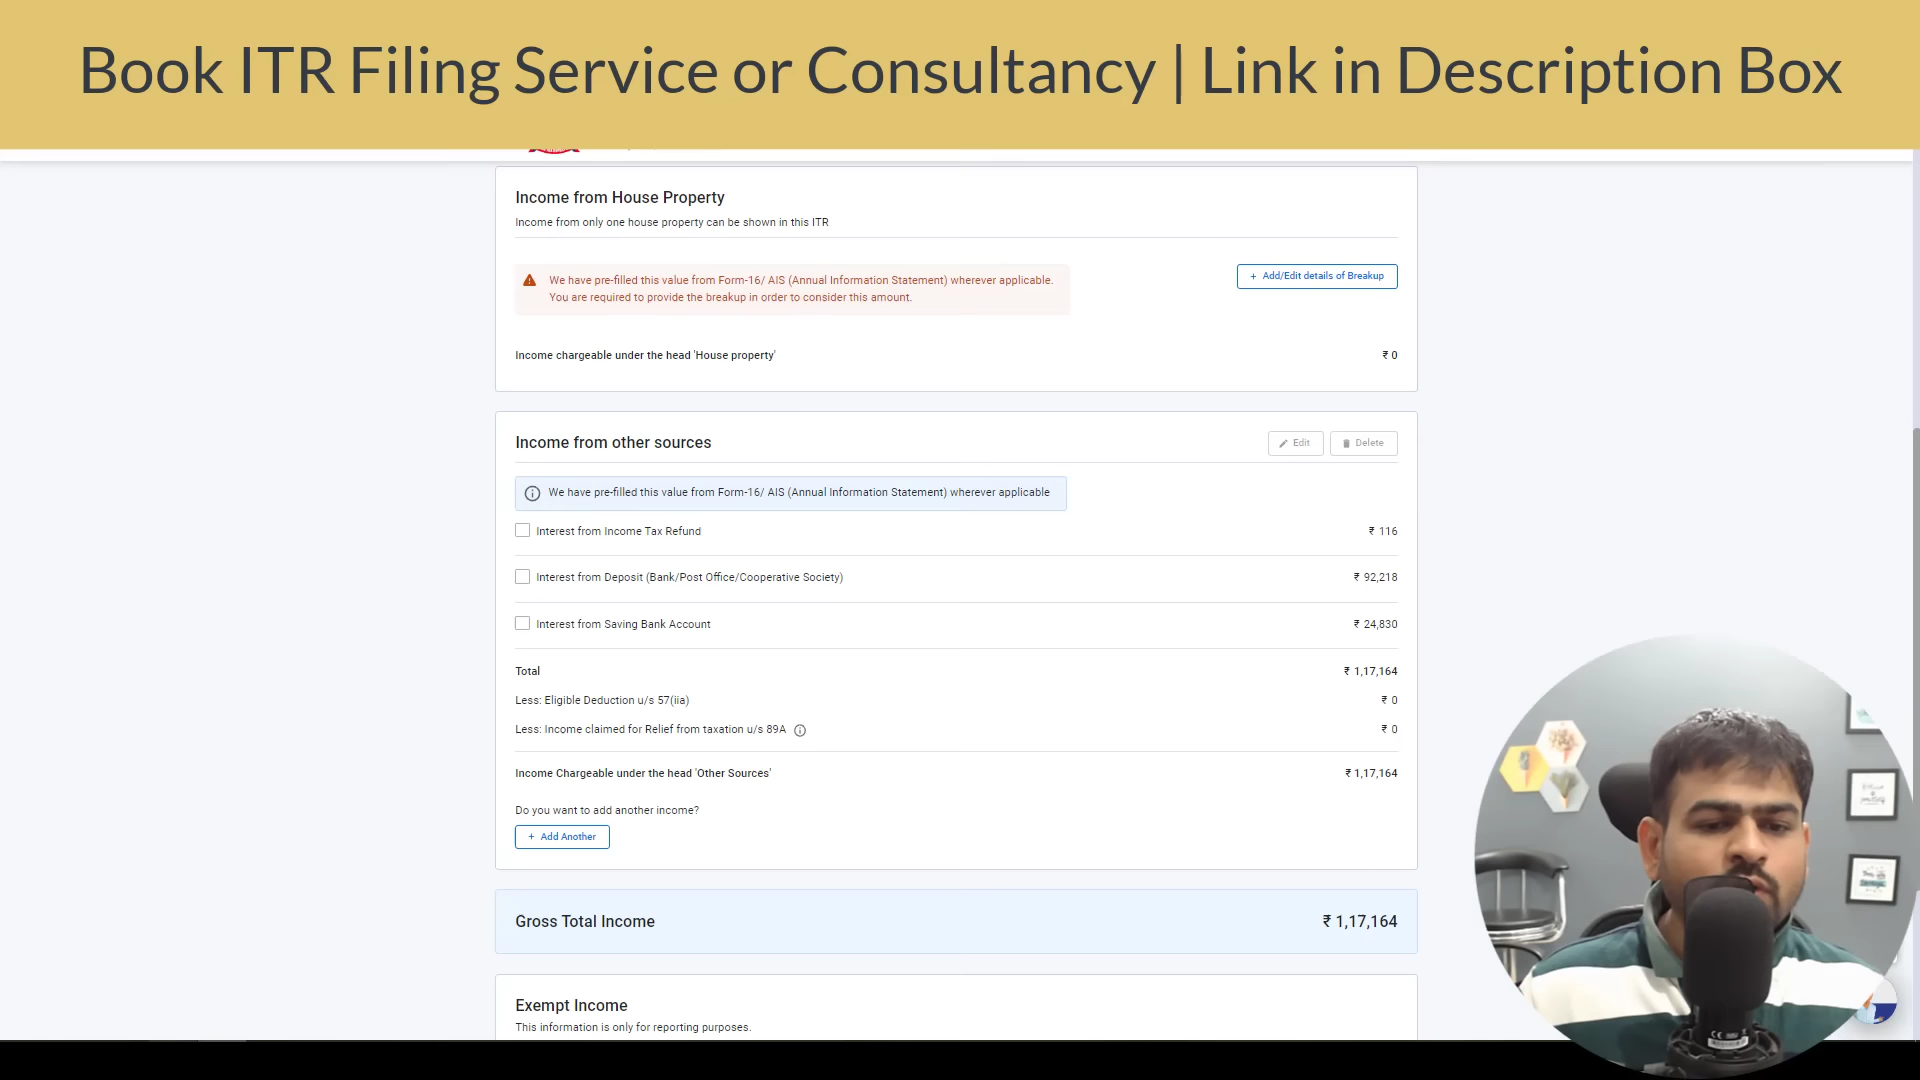 Book ITR Filing Service or Consultancy | Link in Description Box
Income from House Property
Income from only one house property can be shown in this ITR
We have pre-filled this value from Form-16/ AIS (Annual Information Statement) wherever applicable.
You are required to provide the breakup in order to consider this amount.
+ Add/Edit details of Breakup
Income chargeable under the head 'House property' ₹ 0
Income from other sources
Edit
Delete
We have pre-filled this value from Form-16/ AIS (Annual Information Statement) wherever applicable
Interest from Income Tax Refund ₹ 116
Interest from Deposit (Bank/Post Office/Cooperative Society) ₹ 92,218
Interest from Saving Bank Account ₹ 24,830
Total ₹ 1,17,164
Less: Eligible Deduction u/s 57(iia) ₹ 0
Less: Income claimed for Relief from taxation u/s 89A ₹ 0
Income Chargeable under the head 'Other Sources' ₹ 1,17,164
Do you want to add another income?
+ Add Another
Gross Total Income ₹ 1,17,164
Exempt Income
This information is only for reporting purposes.